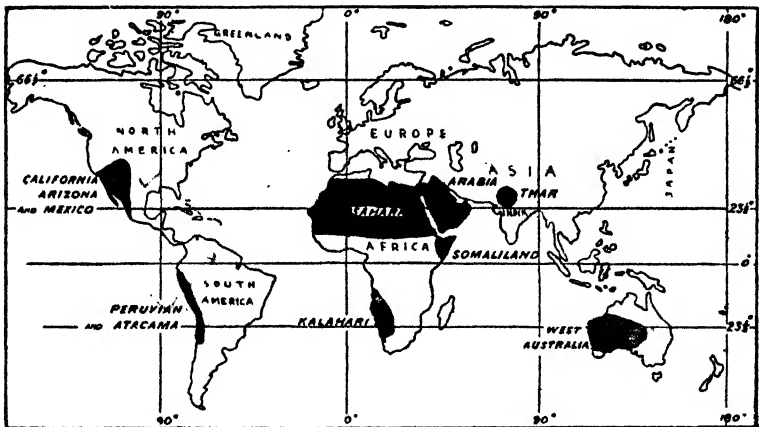 90°
0°
90°
180°
GREENLAND
66½°
66½°
NORTH
AMERICA
EUROPE
ASIA
JAPAN
CALIFORNIA
ARIZONA
AND MEXICO
ARABIA
THAR
INDIA
SAHARA
23½°
23½°
AFRICA
SOMALILAND
0°
SOUTH
AMERICA
PERUVIAN
AND ATACAMA
KALAHARI
WEST
AUSTRALIA
23½°
90°
0°
90°
180°